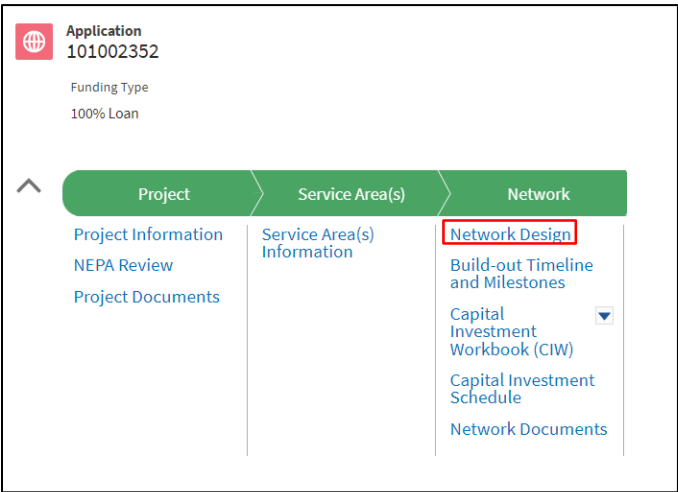 Application
101002352
Funding Type
100% Loan
Project
Service Area(s)
Network
Project Information
NEPA Review
Project Documents
Service Area(s)
Information
Network Design
Build-out Timeline
and Milestones
Capital
Investment
Workbook (CIW)
Capital Investment
Schedule
Network Documents